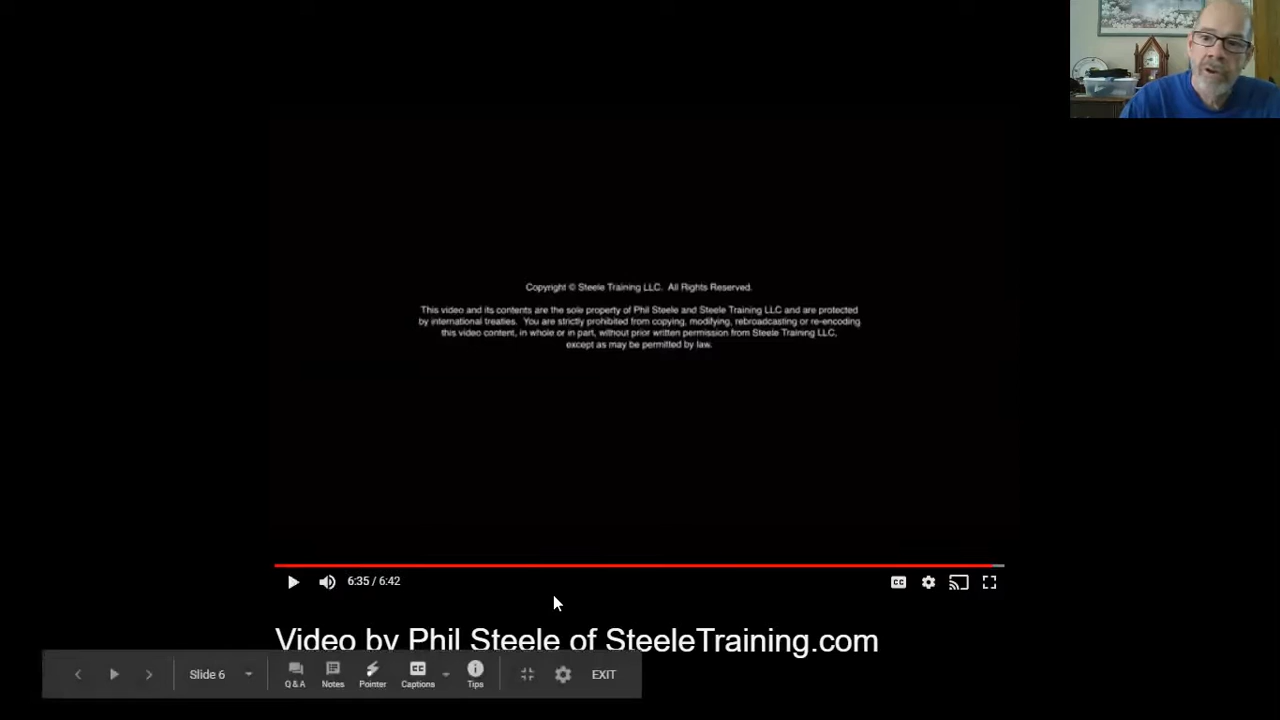 Copyright © Steele Training LLC. All Rights Reserved.
This video and its contents are the sole property of Phil Steele and Steele Training LLC and are protected
by international treaties. You are strictly prohibited from copying, modifying, rebroadcasting or re-encoding
this video content, in whole or in part, without prior written permission from Steele Training LLC,
except as may be permitted by law.
6:35 / 6:42
CC
Video by Phil Steele of SteeleTraining.com
Slide 6
Q & A
Notes
Pointer
CC
Captions
Tips
EXIT